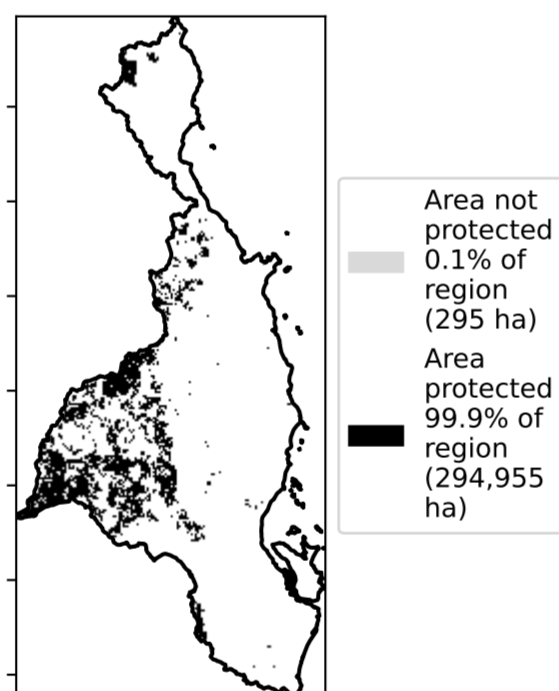 Area not
protected
0.1% of
region
(295 ha)
Area
protected
99.9% of
region
(294,955
ha)